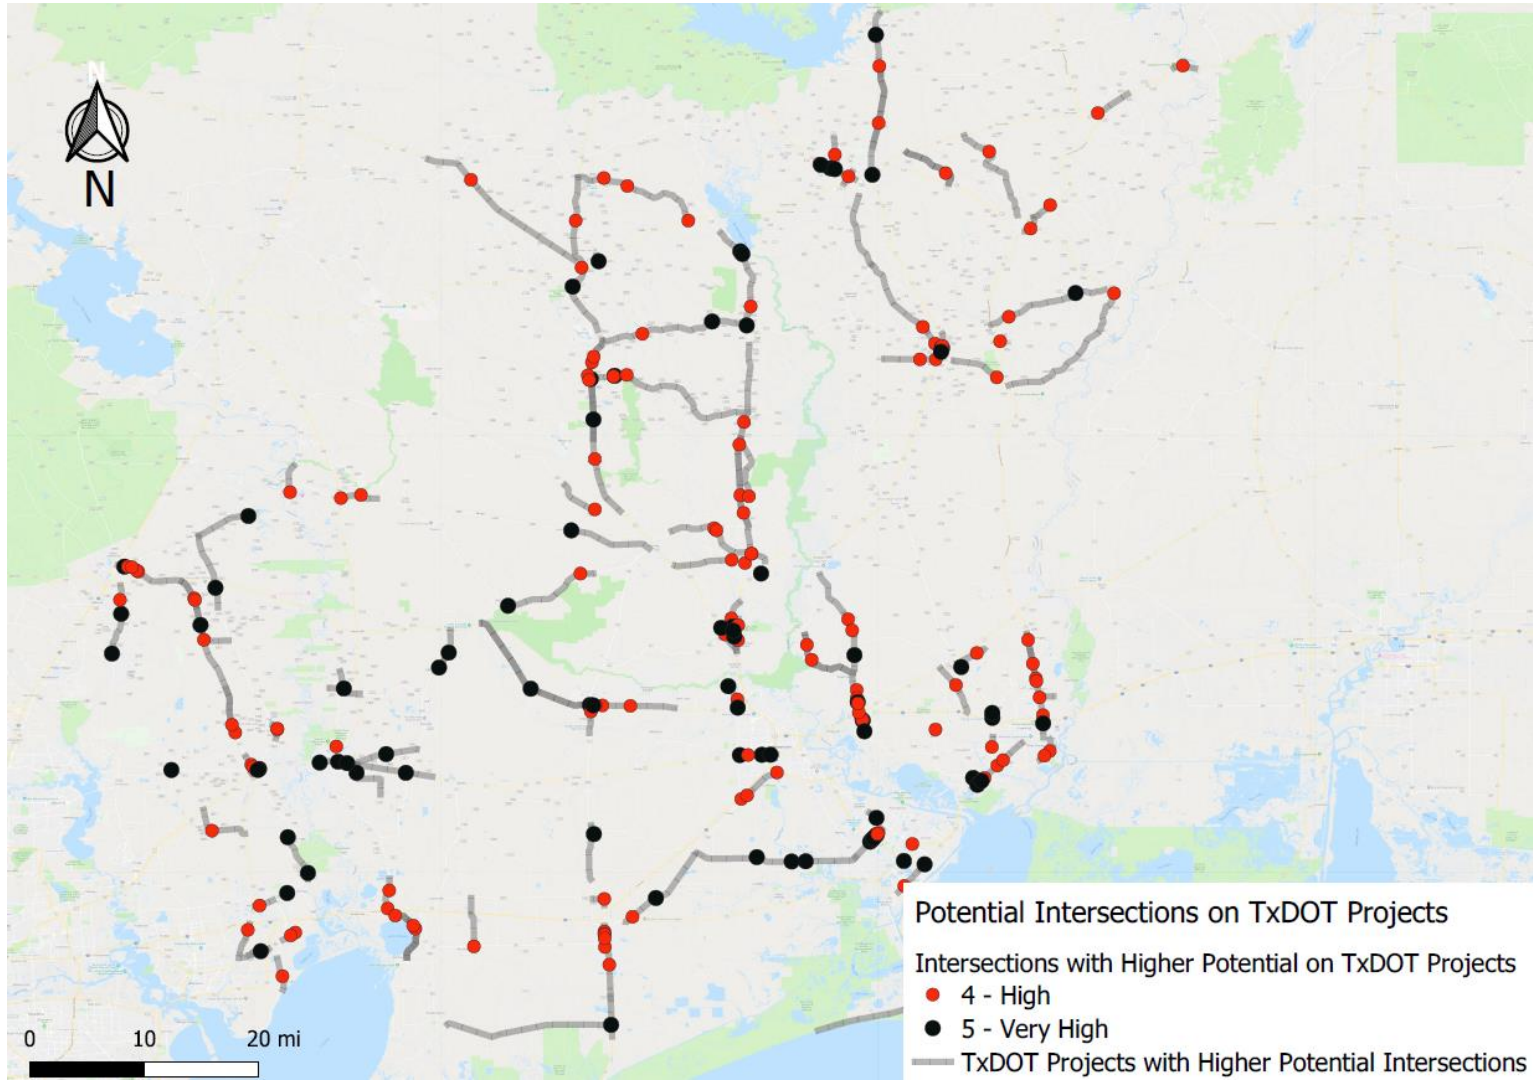 N
N
0 10 20 mi
Potential Intersections on TxDOT Projects
Intersections with Higher Potential on TxDOT Projects
4 - High
5 - Very High
TxDOT Projects with Higher Potential Intersections